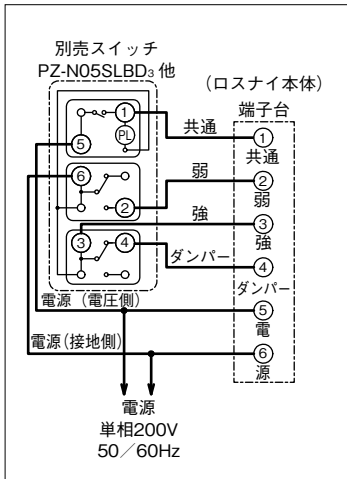 別売スイッチ
PZ-N05SLBD3 他
(ロスナイ本体)
端子台
① PL ⑤
⑥ ②
③ ④
共通 ①
共通
弱 ②
弱
強 ③
強
ダンパー ④
ダンパー
電源 (電圧側) ⑤
電
電源(接地側) ⑥
源
電源
単相200V
50/60Hz